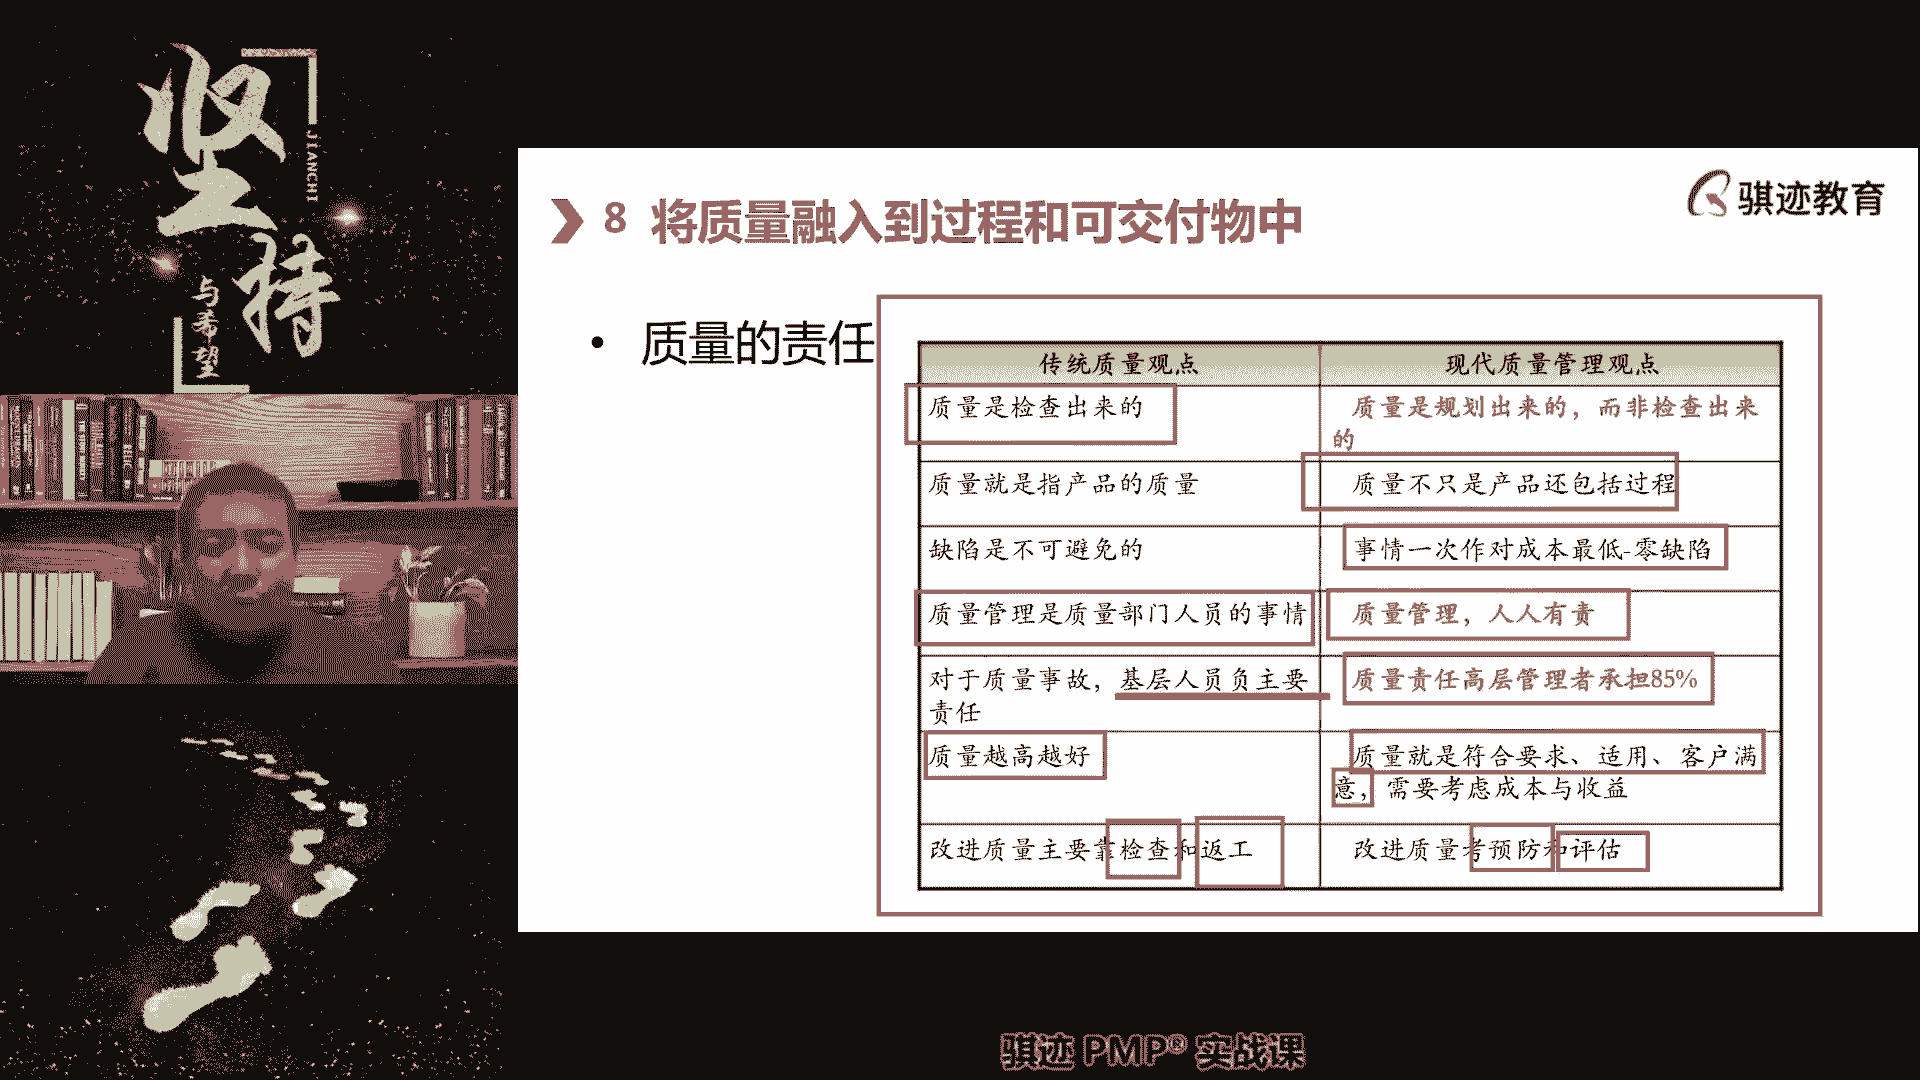 坚持
JIANCHI
与希望
8 将质量融入到过程和可交付物中
骐迹教育
• 质量的责任
传统质量观点
现代质量管理观点
质量是检查出来的
质量是规划出来的，而非检查出来
的
质量就是指产品的质量
质量不只是产品还包括过程
缺陷是不可避免的
事情一次作对成本最低-零缺陷
质量管理是质量部门人员的事情
质量管理，人人有责
对于质量事故，基层人员负主要
责任
质量责任高层管理者承担85%
质量越高越好
质量就是符合要求、适用、客户满
意，需要考虑成本与收益
改进质量主要靠检查和返工
改进质量考预防和评估
骐迹 PMP® 实战课